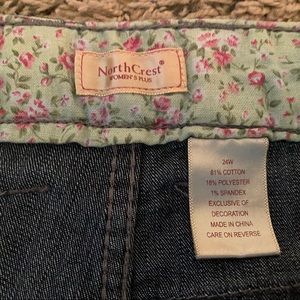 NorthCrest®
WOMEN'S PLUS
24W
81% COTTON
18% POLYESTER
1% SPANDEX
EXCLUSIVE OF
DECORATION
MADE IN CHINA
CARE ON REVERSE